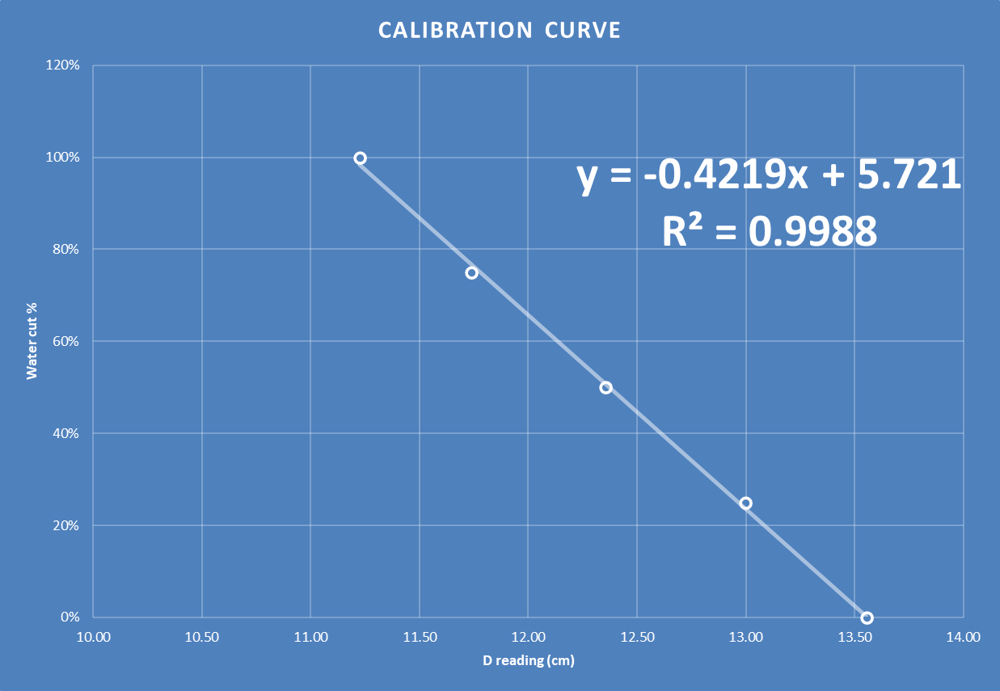 CALIBRATION CURVE
120%
100%
80%
60%
40%
20%
0%
Water cut %
y = -0.4219x + 5.721
R² = 0.9988
10.00 10.50 11.00 11.50 12.00 12.50 13.00 13.50 14.00
D reading (cm)